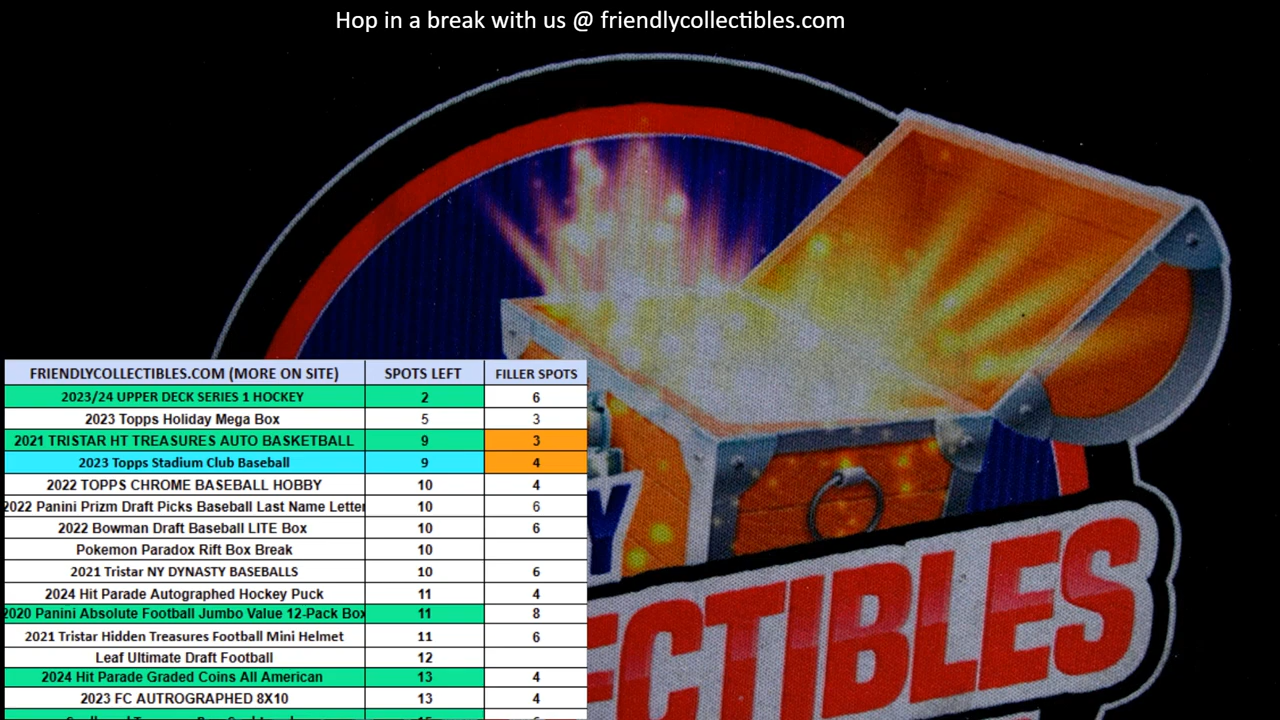 Hop in a break with us @ friendlycollectibles.com
FRIENDLYCOLLECTIBLES.COM (MORE ON SITE) SPOTS LEFT FILLER SPOTS
2023/24 UPPER DECK SERIES 1 HOCKEY 2 6
2023 Topps Holiday Mega Box 5 3
2021 TRISTAR HT TREASURES AUTO BASKETBALL 9 3
2023 Topps Stadium Club Baseball 9 4
2022 TOPPS CHROME BASEBALL HOBBY 10 4
2022 Panini Prizm Draft Picks Baseball Last Name Letter 10 6
2022 Bowman Draft Baseball LITE Box 10 6
Pokemon Paradox Rift Box Break 10
2021 Tristar NY DYNASTY BASEBALLS 10 6
2024 Hit Parade Autographed Hockey Puck 11 4
2020 Panini Absolute Football Jumbo Value 12-Pack Box 11 8
2021 Tristar Hidden Treasures Football Mini Helmet 11 6
Leaf Ultimate Draft Football 12
2024 Hit Parade Graded Coins All American 13 4
2023 FC AUTROGRAPHED 8X10 13 4
Y
ECTIBLES